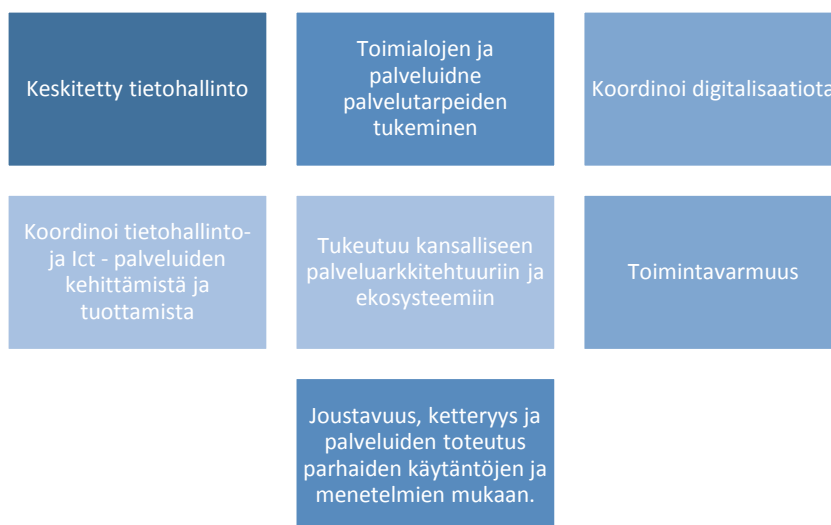 Keskitetty tietohallinto
Toimialojen ja
palveluidne
palvelutarpeiden
tukeminen
Koordinoi digitalisaatiota
Koordinoi tietohallinto-
ja Ict - palveluiden
kehittämistä ja
tuottamista
Tukeutuu kansalliseen
palveluarkkitehtuuriin ja
ekosysteemiin
Toimintavarmuus
Joustavuus, ketteryys ja
palveluiden toteutus
parhaiden käytäntöjen ja
menetelmien mukaan.